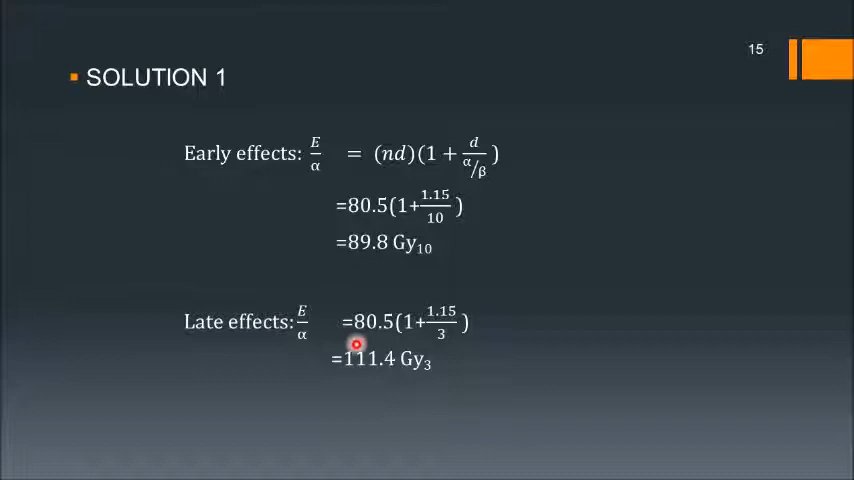 15
SOLUTION 1
Early effects: E/α = (nd)(1 + d/(α/β))
=80.5(1+1.15/10)
=89.8 Gy₁₀
Late effects: E/α =80.5(1+1.15/3)
=111.4 Gy₃